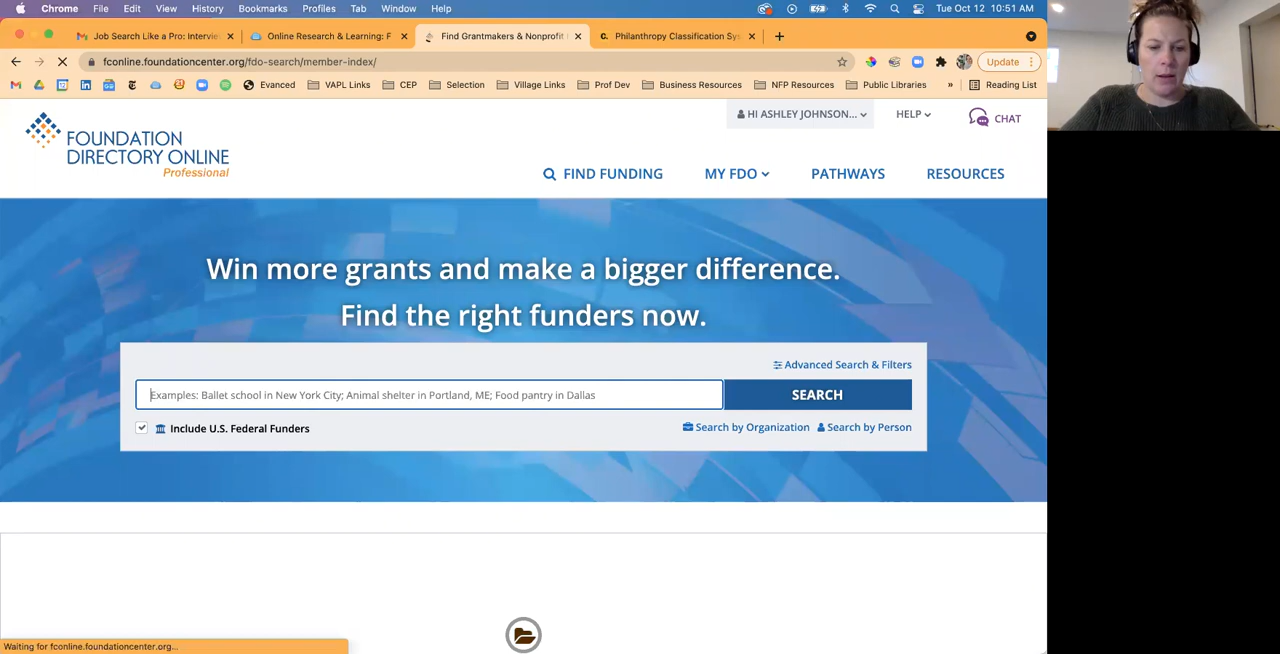 Chrome File Edit View History Bookmarks Profiles Tab Window Help Tue Oct 12 10:51 AM
Job Search Like a Pro: Intervie Online Research & Learning: F Find Grantmakers & Nonprofit Philanthropy Classification Sys
fconline.foundationcenter.org/fdo-search/member-index/ Update
Evanced VAPL Links CEP Selection Village Links Prof Dev Business Resources NFP Resources Public Libraries » Reading List
HI ASHLEY JOHNSON... HELP CHAT
FOUNDATION
DIRECTORY ONLINE
Professional
FIND FUNDING MY FDO PATHWAYS RESOURCES
Win more grants and make a bigger difference.
Find the right funders now.
Advanced Search & Filters
Examples: Ballet school in New York City; Animal shelter in Portland, ME; Food pantry in Dallas SEARCH
Include U.S. Federal Funders Search by Organization Search by Person
Waiting for fconline.foundationcenter.org...